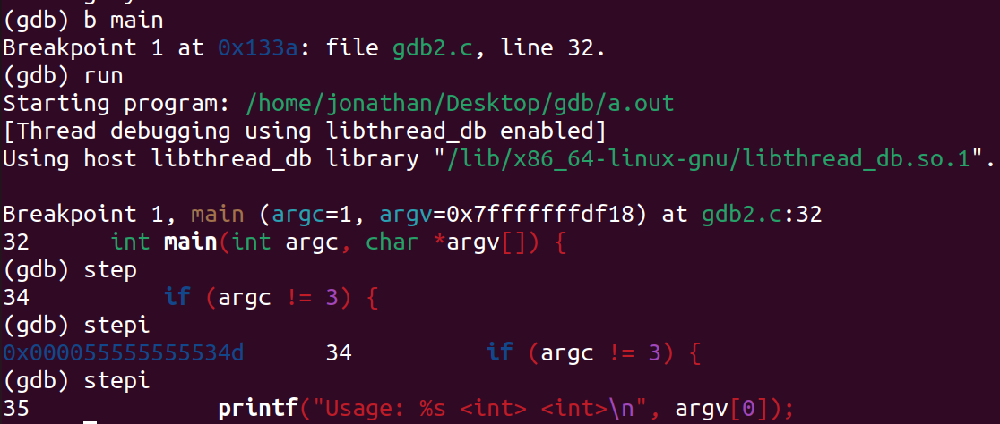 (gdb) b main
Breakpoint 1 at 0x133a: file gdb2.c, line 32.
(gdb) run
Starting program: /home/jonathan/Desktop/gdb/a.out
[Thread debugging using libthread_db enabled]
Using host libthread_db library "/lib/x86_64-linux-gnu/libthread_db.so.1".

Breakpoint 1, main (argc=1, argv=0x7fffffffdf18) at gdb2.c:32
32      int main(int argc, char *argv[]) {
(gdb) step
34          if (argc != 3) {
(gdb) stepi
0x000055555555534d      34          if (argc != 3) {
(gdb) stepi
35              printf("Usage: %s <int> <int>\n", argv[0]);